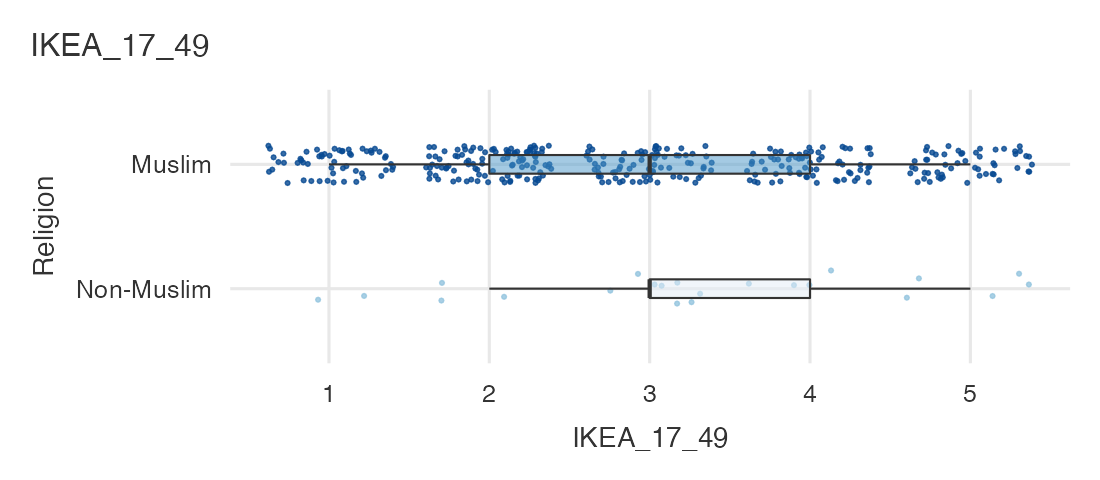 IKEA_17_49
Religion
Muslim
Non-Muslim
1 2 3 4 5
IKEA_17_49